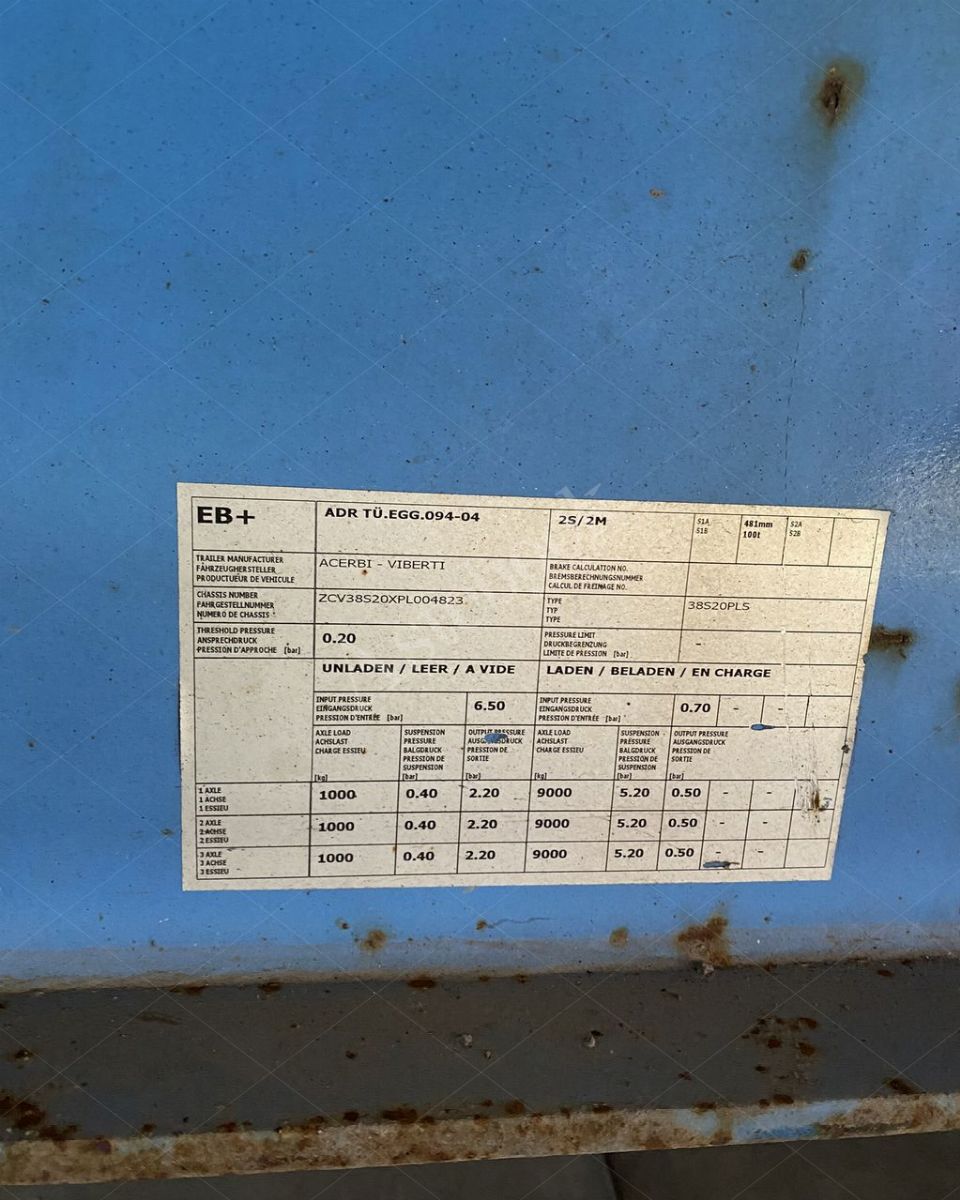 EB+
ADR TÜ.EGG.094-04
2S/2M
S1A
S1B
481mm
100t
S2A
S2B
TRAILER MANUFACTURER
FAHRZEUGHERSTELLER
PRODUCTUEUR DE VEHICULE
ACERBI - VIBERTI
BRAKE CALCULATION NO.
BREMSBERECHNUNGSNUMMER
CALCUL DE FREINAGE NO.
CHASSIS NUMBER
FAHRGESTELLNUMMER
NUMERO DE CHASSIS
ZCV38S20XPL004823
TYPE
TYP
TYPE
38S20PLS
THRESHOLD PRESSURE
ANSPRECHDRUCK
PRESSION D'APPROCHE [bar]
0.20
PRESSURE LIMIT
DRUCKBEGRENZUNG
LIMITE DE PRESSION [bar]
-
UNLADEN / LEER / A VIDE
LADEN / BELADEN / EN CHARGE
INPUT PRESSURE
EINGANGSDRUCK
PRESSION D'ENTRÉE [bar]
6.50
INPUT PRESSURE
EINGANGSDRUCK
PRESSION D'ENTRÉE [bar]
0.70 - -
AXLE LOAD
ACHSLAST
CHARGE ESSIEU
[kg]
SUSPENSION
PRESSURE
BALGDRUCK
PRESSION DE
SUSPENSION
[bar]
OUTPUT PRESSURE
AUSGANGSDRUCK
PRESSION DE
SORTIE
[bar]
AXLE LOAD
ACHSLAST
CHARGE ESSIEU
[kg]
SUSPENSION
PRESSURE
BALGDRUCK
PRESSION DE
SUSPENSION
[bar]
OUTPUT PRESSURE
AUSGANGSDRUCK
PRESSION DE
SORTIE
[bar]
1 AXLE
1 ACHSE
1 ESSIEU
1000 0.40 2.20 9000 5.20 0.50 - -
2 AXLE
2 ACHSE
2 ESSIEU
1000 0.40 2.20 9000 5.20 0.50 - -
3 AXLE
3 ACHSE
3 ESSIEU
1000 0.40 2.20 9000 5.20 0.50 - -